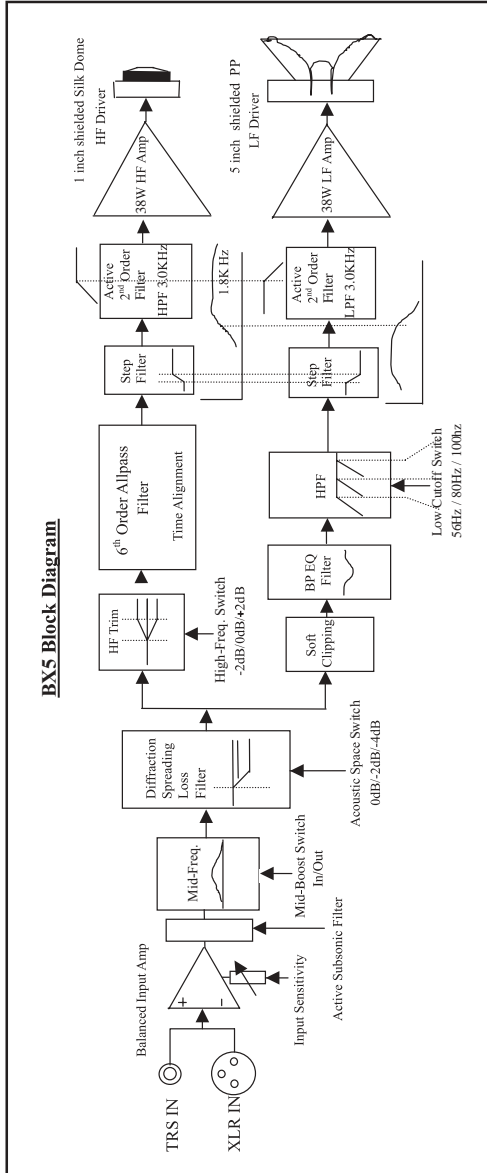 BX5 Block Diagram
TRS IN
XLR IN
Balanced Input Amp
+
-
Input Sensitivity
Active Subsonic Filter
Mid-Freq.
Mid-Boost Switch
In/Out
Diffraction
Spreading
Loss
Filter
Acoustic Space Switch
0dB/-2dB/-4dB
HF Trim
High-Freq. Switch
-2dB/0dB/+2dB
6th Order Allpass
Filter
Time Alignment
Step
Filter
Active
2nd Order
Filter
HPF 3.0KHz
1.8K Hz
38W HF Amp
1 inch shielded Silk Dome
HF Driver
Soft
Clipping
BP EQ
Filter
HPF
Low-Cutoff Switch
56Hz / 80Hz / 100hz
Step
Filter
Active
2nd Order
Filter
LPF 3.0KHz
38W LF Amp
5 inch shielded PP
LF Driver